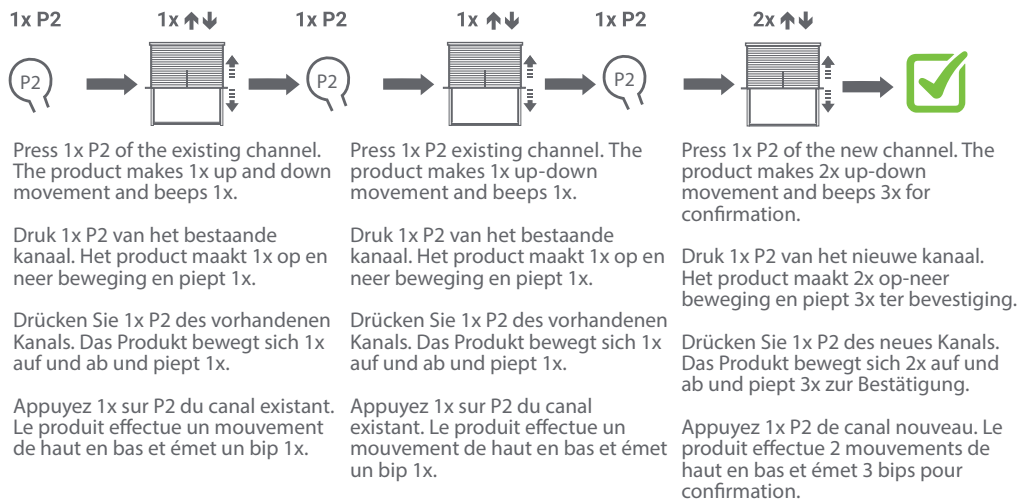 1x P2
1x ↑↓
1x P2
1x ↑↓
1x P2
2x ↑↓
P2
P2
P2
Press 1x P2 of the existing channel.
The product makes 1x up and down
movement and beeps 1x.
Druk 1x P2 van het bestaande
kanaal. Het product maakt 1x op en
neer beweging en piept 1x.
Drücken Sie 1x P2 des vorhandenen
Kanals. Das Produkt bewegt sich 1x
auf und ab und piept 1x.
Appuyez 1x sur P2 du canal existant.
Le produit effectue un mouvement
de haut en bas et émet un bip 1x.
Press 1x P2 existing channel. The
product makes 1x up-down
movement and beeps 1x.
Druk 1x P2 van het bestaande
kanaal. Het product maakt 1x op en
neer beweging en piept 1x.
Drücken Sie 1x P2 des vorhandenen
Kanals. Das Produkt bewegt sich 1x
auf und ab und piept 1x.
Appuyez 1x sur P2 du canal
existant. Le produit effectue un
mouvement de haut en bas et émet
un bip 1x.
Press 1x P2 of the new channel. The
product makes 2x up-down
movement and beeps 3x for
confirmation.
Druk 1x P2 van het nieuwe kanaal.
Het product maakt 2x op-neer
beweging en piept 3x ter bevestiging.
Drücken Sie 1x P2 des neues Kanals.
Das Produkt bewegt sich 2x auf und
ab und piept 3x zur Bestätigung.
Appuyez 1x P2 de canal nouveau. Le
produit effectue 2 mouvements de
haut en bas et émet 3 bips pour
confirmation.